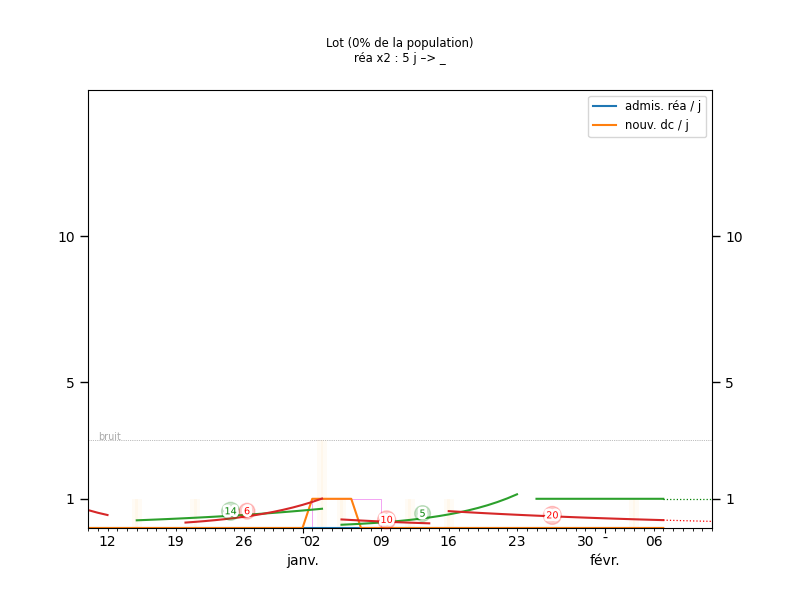 Lot (0% de la population)
réa x2 : 5 j –> _
admis. réa / j
nouv. dc / j
10 10
5 5
bruit
1 1
14 6 10 5 20
12 19 26 02 09 16 23 30 06
janv. févr.